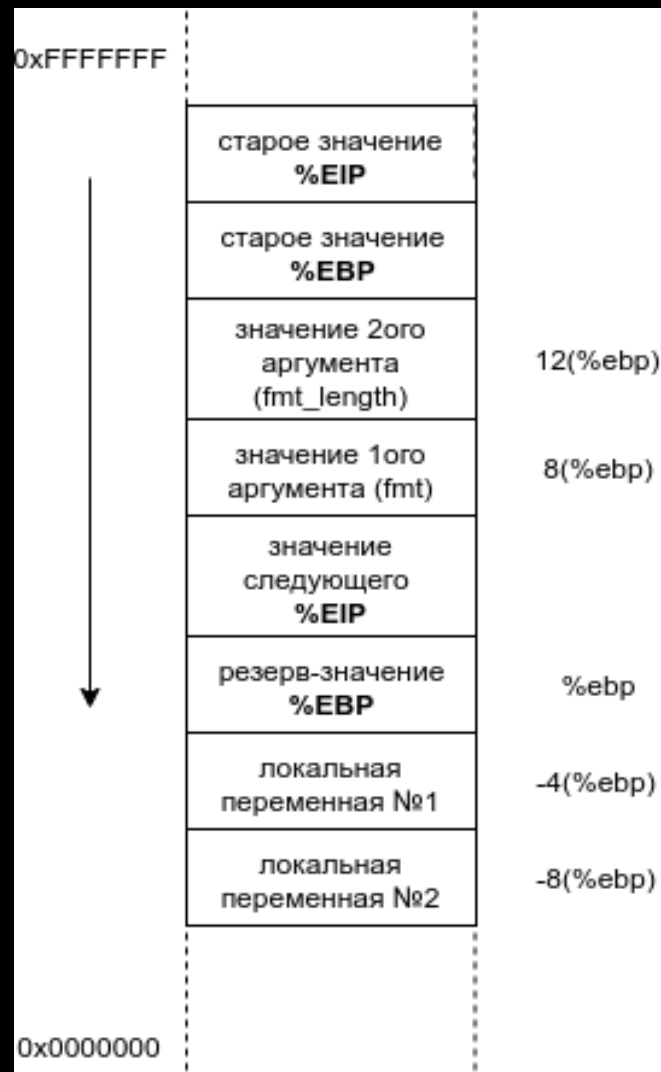 0xFFFFFFF
старое значение
%EIP
старое значение
%EBP
значение 2ого
аргумента
(fmt_length)
12(%ebp)
значение 1ого
аргумента (fmt)
8(%ebp)
значение
следующего
%EIP
резерв-значение
%EBP
%ebp
локальная
переменная №1
-4(%ebp)
локальная
переменная №2
-8(%ebp)
0x0000000